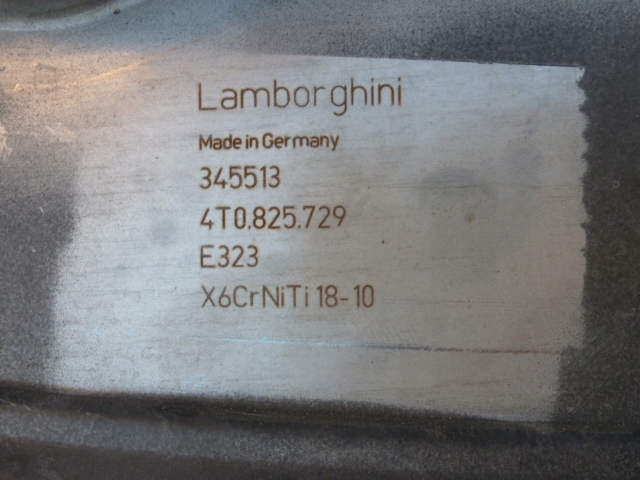 Lamborghini
Made in Germany
345513
4T0.825.729
E323
X6CrNiTi 18-10